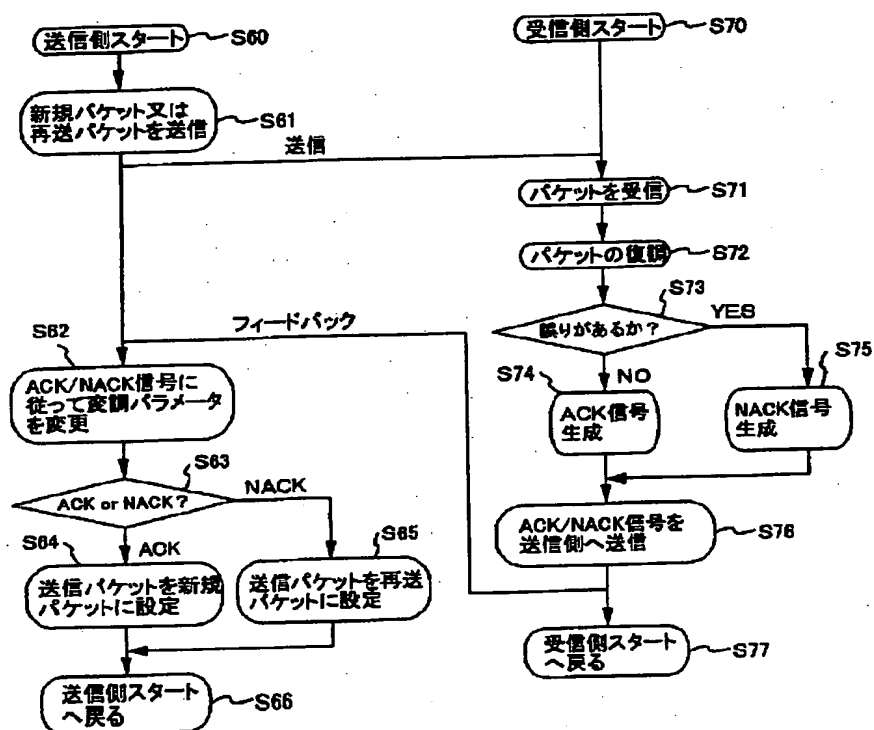 送信側スタート
S60
新規パケット又は
再送パケットを送信
S61
送信
受信側スタート
S70
パケットを受信
S71
パケットの復調
S72
誤りがあるか？
S73
YES
NO
S74
ACK信号
生成
S75
NACK信号
生成
ACK/NACK信号を
送信側へ送信
S76
受信側スタート
へ戻る
S77
フィードバック
S62
ACK/NACK信号に
従って変調パラメータ
を変更
S63
ACK or NACK？
NACK
ACK
S64
送信パケットを新規
パケットに設定
S65
送信パケットを再送
パケットに設定
送信側スタート
へ戻る
S66